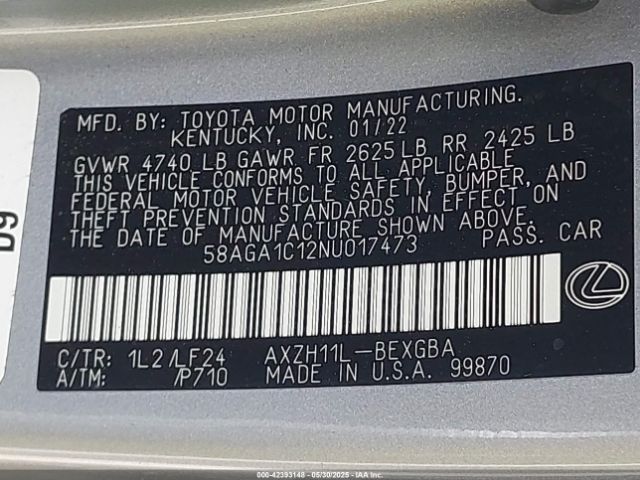 MFD. BY: TOYOTA MOTOR MANUFACTURING.
KENTUCKY, INC. 01/22
GVWR 4740 LB GAWR FR 2625 LB RR 2425 LB
THIS VEHICLE CONFORMS TO ALL APPLICABLE
FEDERAL MOTOR VEHICLE SAFETY, BUMPER, AND
THEFT PREVENTION STANDARDS IN EFFECT ON
THE DATE OF MANUFACTURE SHOWN ABOVE.
58AGA1C12NU017473 PASS. CAR
C/TR: 1L2 /LF24 AXZH11L-BEXGBA
A/TM: /P710 MADE IN U.S.A. 99870
D9
000-42393148 - 05/30/2025 - IAA Inc.